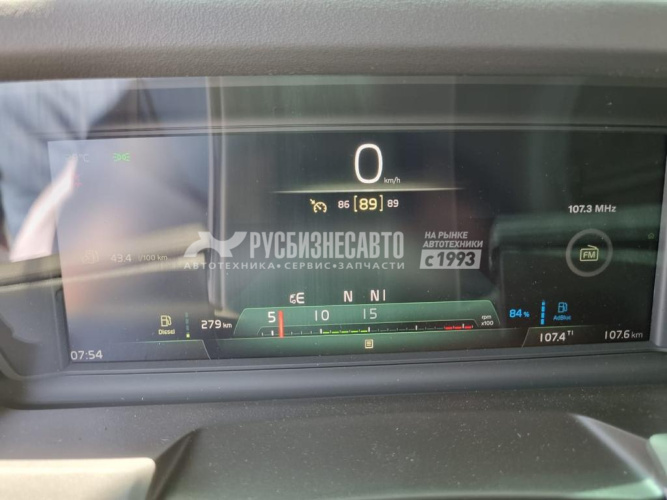 0 km/h
86 [89] 89
107.3 MHz
FM
43.4 l/100 km
РУСБИЗНЕСАВТО
АВТОТЕХНИКА•СЕРВИС•ЗАПЧАСТИ
НА РЫНКЕ
АВТОТЕХНИКИ
с 1993
E N N1
5 10 15
rpm
x100
Diesel
279 km
84 %
AdBlue
07:54
107.4 T1
107.6 km